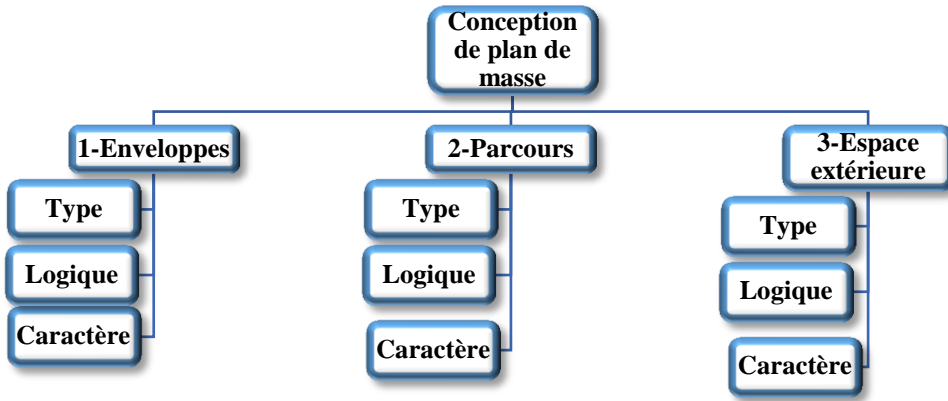 Conception
de plan de
masse
1-Enveloppes
Type
Logique
Caractère
2-Parcours
Type
Logique
Caractère
3-Espace
extérieure
Type
Logique
Caractère